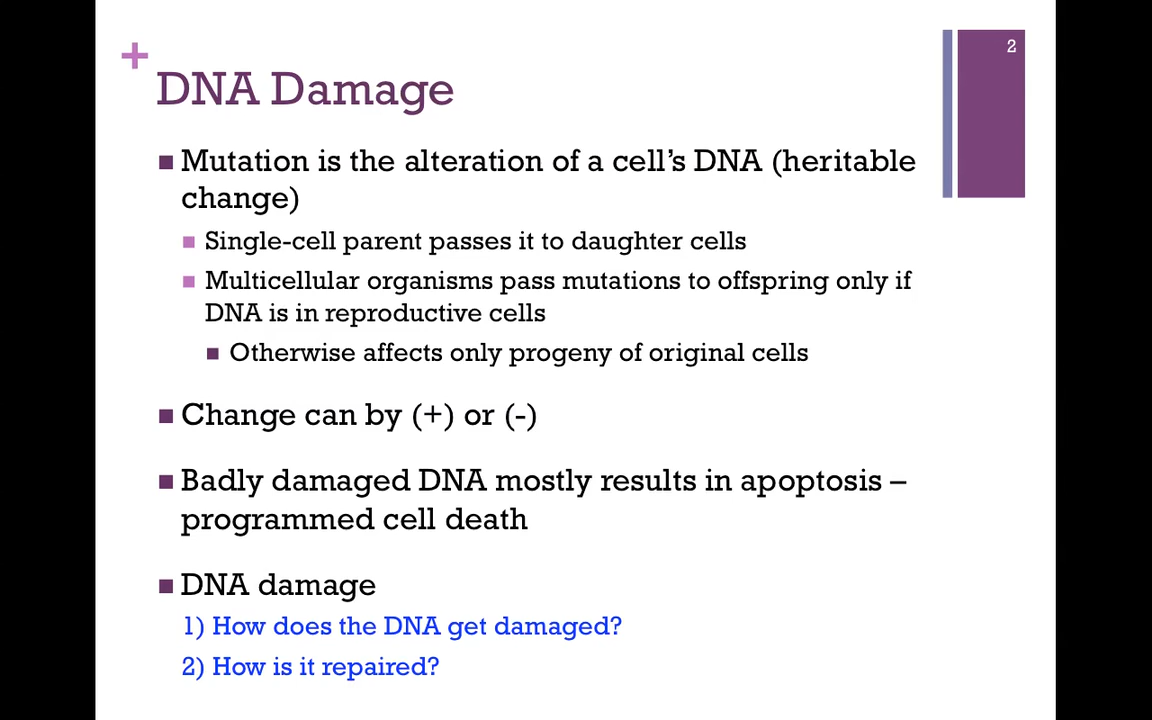 2
+
DNA Damage
Mutation is the alteration of a cell’s DNA (heritable
change)
Single-cell parent passes it to daughter cells
Multicellular organisms pass mutations to offspring only if
DNA is in reproductive cells
Otherwise affects only progeny of original cells
Change can by (+) or (-)
Badly damaged DNA mostly results in apoptosis –
programmed cell death
DNA damage
1) How does the DNA get damaged?
2) How is it repaired?